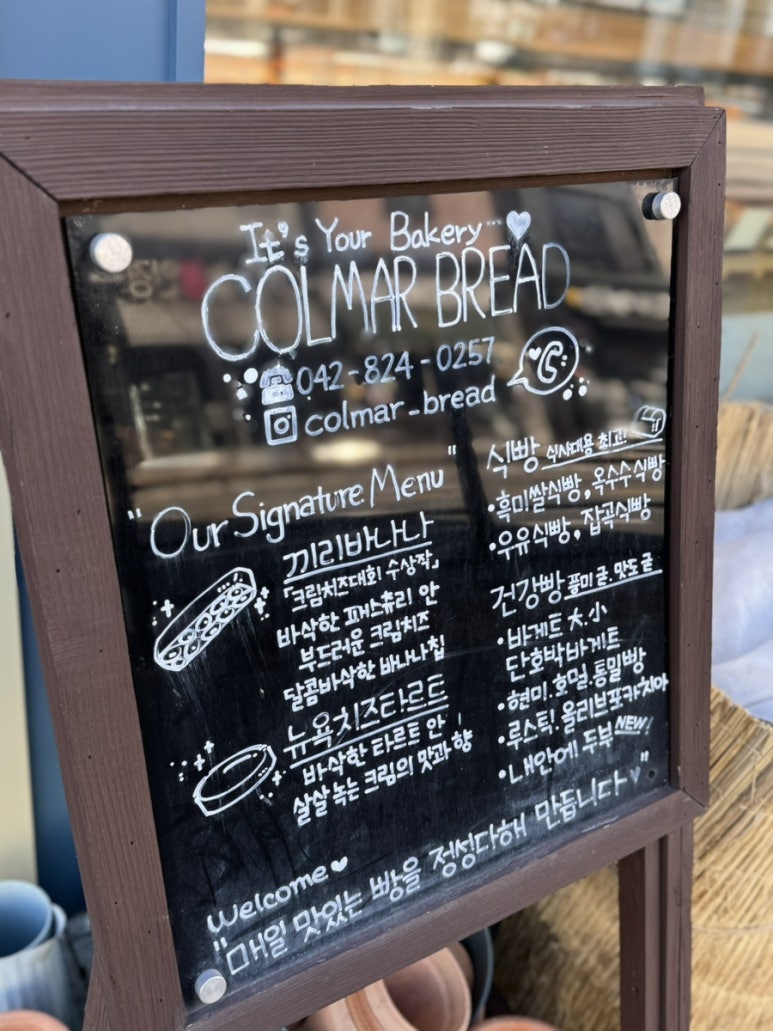 It's Your Bakery...
COLMAR BREAD
042-824-0257
colmar_bread
"Our Signature Menu"
끼리바나나
「크림치즈대회 수상작」
바삭한 패스츄리 안
부드러운 크림치즈
달콤바삭한 바나나칩
뉴욕치즈타르트
바삭한 타르트 안
살살 녹는 크림의 맛과 향
식빵 식사대용 최고!
•흑미쌀식빵, 옥수수식빵
•우유식빵, 잡곡식빵
건강빵 풍미 굳. 맛도 굳
•바게트 大.小
단호박바게트
•현미.호밀.통밀빵
•루스틱.올리브포카치아
•내안에 두부 NEW!
Welcome
"매일 맛있는 빵을 정성다해 만듭니다"